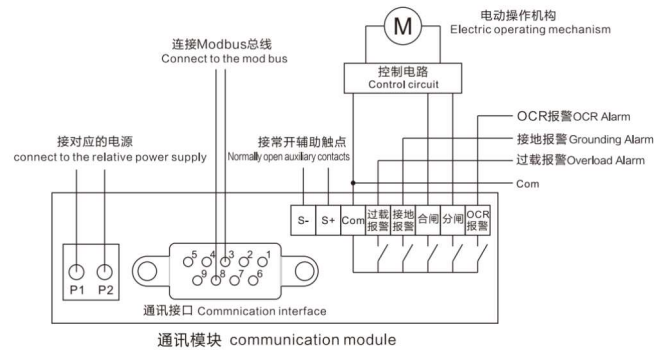 M
电动操作机构
Electric operating mechanism
连接Modbus总线
Connect to the mod bus
控制电路
Control circuit
OCR报警OCR Alarm
接对应的电源
connect to the relative power supply
接常开辅助触点
Normally open auxiliary contacts
接地报警Grounding Alarm
过载报警Overload Alarm
Com
S- S+ Com 过载报警 接地报警 合闸 分闸 OCR报警
5 4 3 2 1
9 8 7 6
P1 P2
通讯接口 Commnication interface
通讯模块 communication module